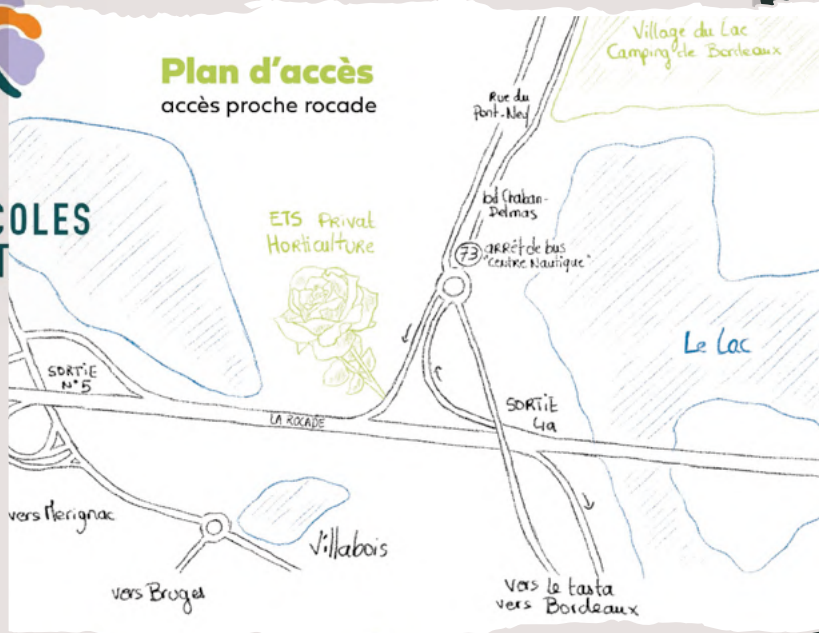 Plan d'accès
accès proche rocade
Village du Lac
Camping de Bordeaux
Rue du
Pont-Neuf
bd Chaban-
Delmas
73
arrêt de bus
"Centre Nautique"
COLES
T
ETS Privat
Horticulture
Le Lac
SORTIE
N°5
LA ROCADE
SORTIE
4a
vers Merignac
Villabois
vers Bruges
vers le tasta
vers Bordeaux